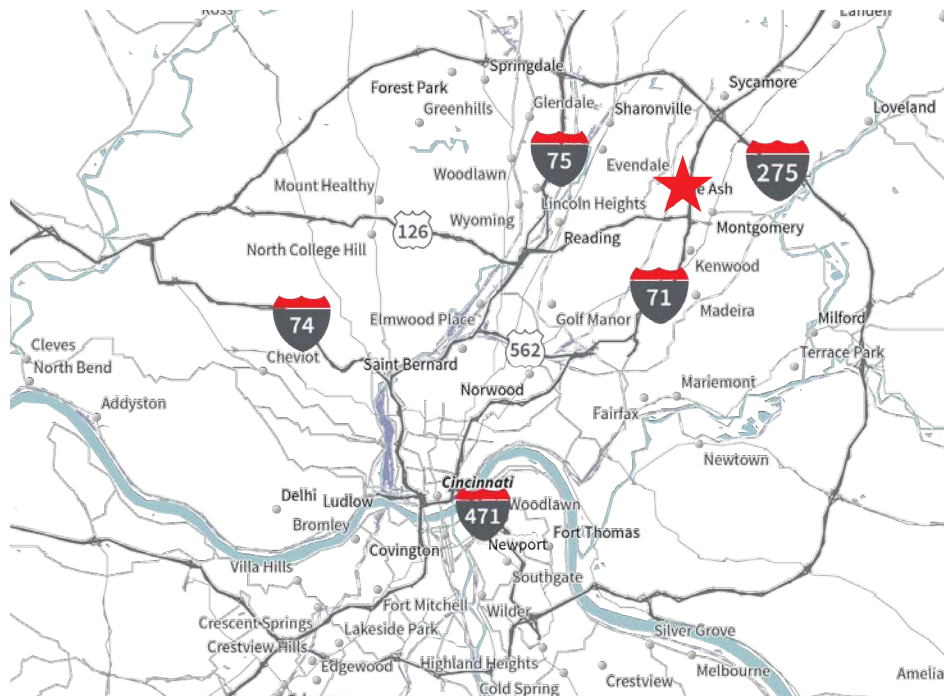 Ross
Landen
Springdale
Forest Park
Sycamore
Greenhills
Glendale
Sharonville
Loveland
75
Evendale
275
Woodlawn
Mount Healthy
e Ash
Lincoln Heights
Wyoming
126
Montgomery
Reading
North College Hill
Kenwood
71
Madeira
74
Elmwood Place
Golf Manor
Milford
Cleves
562
Cheviot
Terrace Park
North Bend
Saint Bernard
Norwood
Mariemont
Addyston
Fairfax
Newtown
Cincinnati
Delhi
Ludlow
471
Woodlawn
Bromley
Fort Thomas
Covington
Newport
Villa Hills
Southgate
Fort Mitchell
Wilder
Crescent Springs
Lakeside Park
Silver Grove
Crestview Hills
Edgewood
Highland Heights
Melbourne
Amelia
Crestview
Cold Spring